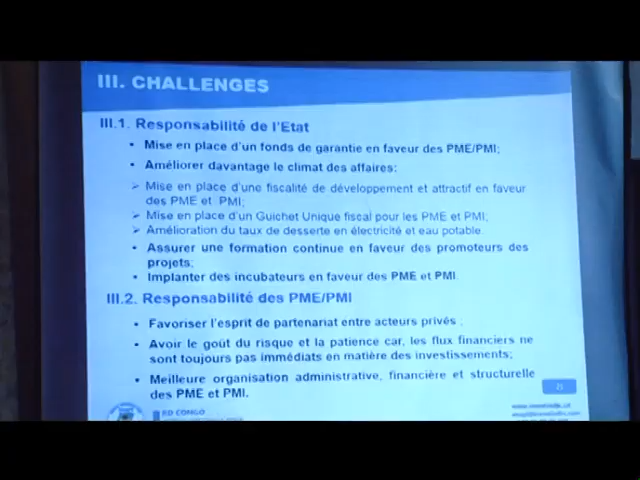 III. CHALLENGES
III.1. Responsabilité de l'Etat
• Mise en place d'un fonds de garantie en faveur des PME/PMI;
• Améliorer davantage le climat des affaires:
➢ Mise en place d'une fiscalité de développement et attractif en faveur
des PME et PMI;
➢ Mise en place d'un Guichet Unique fiscal pour les PME et PMI;
➢ Amélioration du taux de desserte en électricité et eau potable.
• Assurer une formation continue en faveur des promoteurs des
projets;
• Implanter des incubateurs en faveur des PME et PMI.
III.2. Responsabilité des PME/PMI
• Favoriser l'esprit de partenariat entre acteurs privés ;
• Avoir le goût du risque et la patience car, les flux financiers ne
sont toujours pas immédiats en matière des investissements;
• Meilleure organisation administrative, financière et structurelle
des PME et PMI.
21
RD CONGO